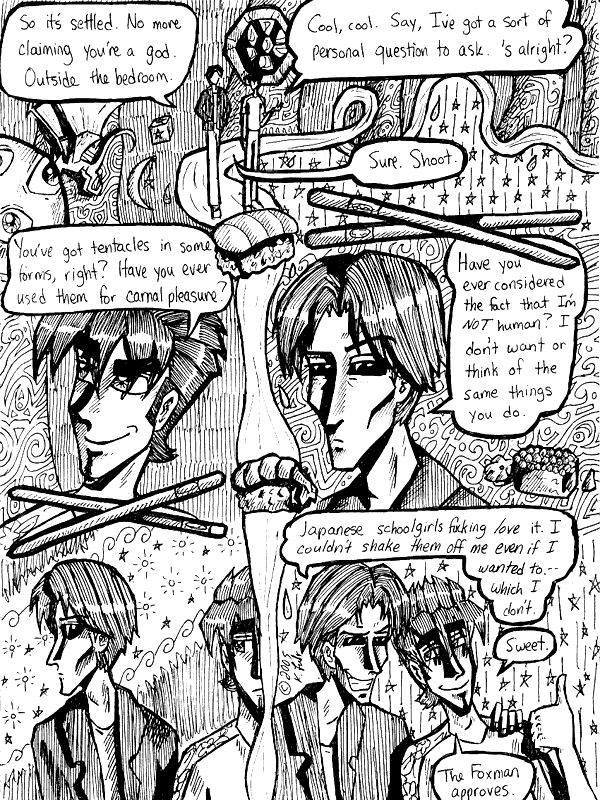 So it's settled. No more
claiming you're a god.
Outside the bedroom.
Cool, cool. Say, I've got a sort of
personal question to ask. 's alright?
Sure. Shoot.
You've got tentacles in some
forms, right? Have you ever
used them for carnal pleasure?
Have you
ever considered
the fact that I'm
NOT human? I
don't want or
think of the
same things
you do.
Japanese schoolgirls fucking love it. I
couldn't shake them off me even if I
wanted to--
which I
don't.
Sweet.
The Foxman
approves.